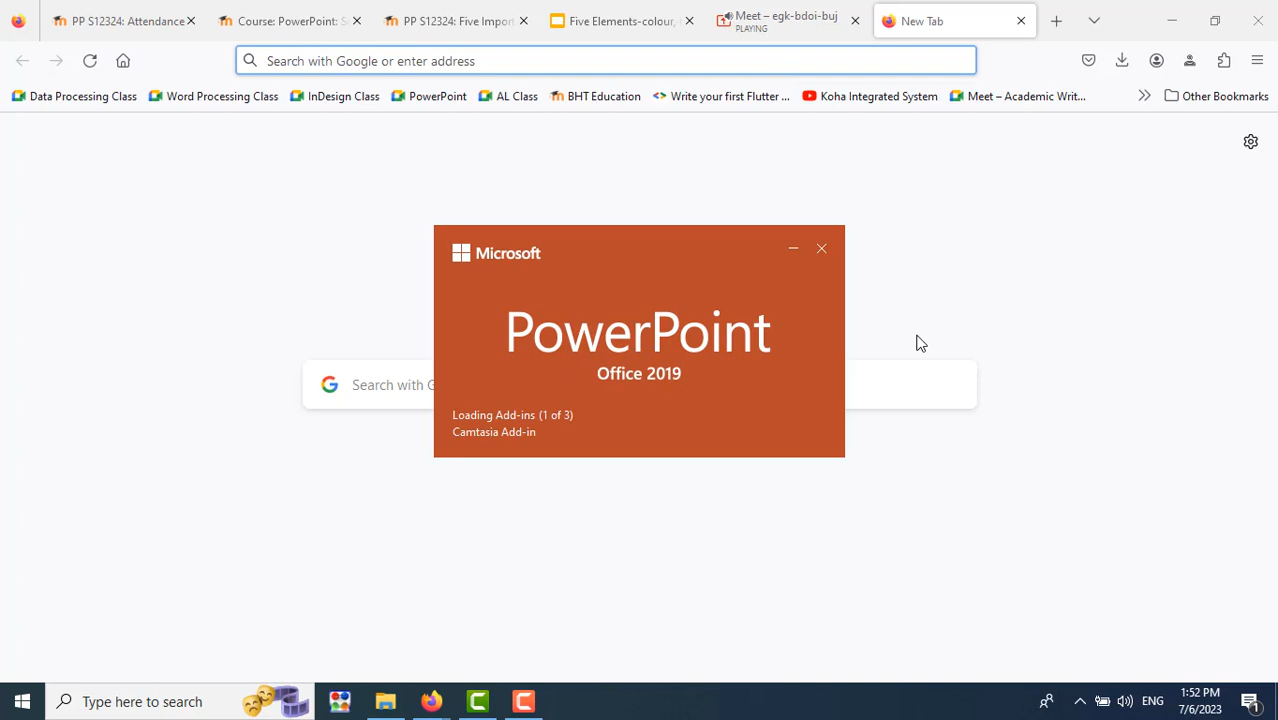 PP S12324: Attendance
Course: PowerPoint: S
PP S12324: Five Import
Five Elements-colour,
Meet – egk-bdoi-buj
PLAYING
New Tab
Search with Google or enter address
Data Processing Class
Word Processing Class
InDesign Class
PowerPoint
AL Class
BHT Education
Write your first Flutter ...
Koha Integrated System
Meet – Academic Writ...
Other Bookmarks
Microsoft
PowerPoint
Office 2019
Search with G
Loading Add-ins (1 of 3)
Camtasia Add-in
Type here to search
ENG
1:52 PM
7/6/2023
1